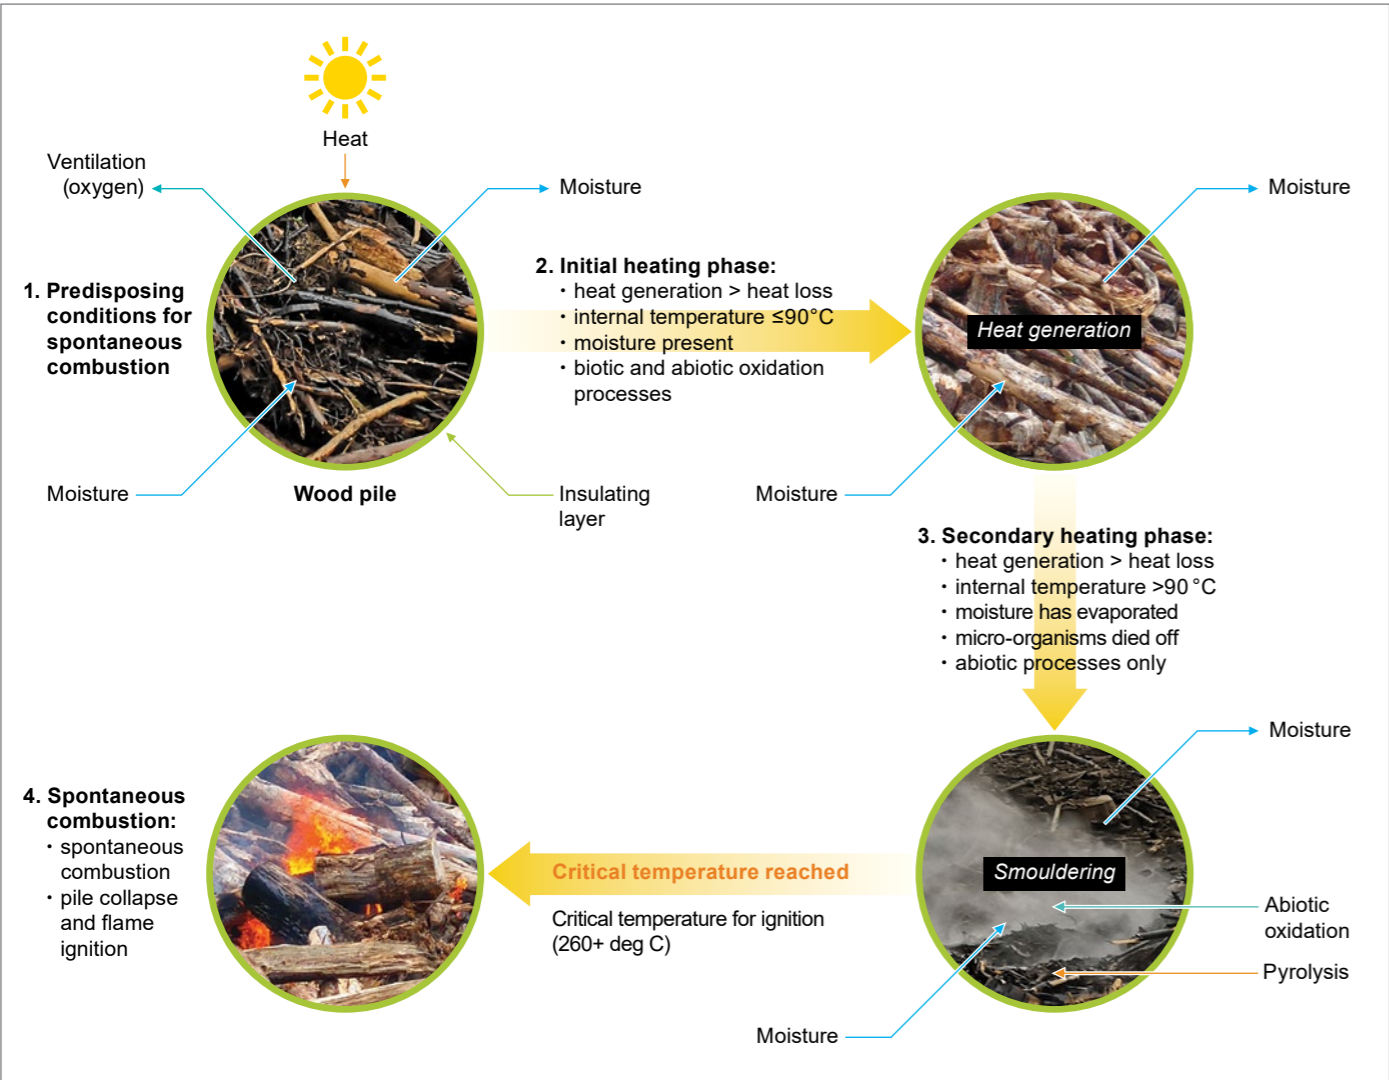 Heat
Ventilation
(oxygen)
Moisture
1. Predisposing
conditions for
spontaneous
combustion
Moisture
Wood pile
Insulating
layer
2. Initial heating phase:
· heat generation > heat loss
· internal temperature ≤90°C
· moisture present
· biotic and abiotic oxidation
processes
Moisture
Heat generation
Moisture
3. Secondary heating phase:
· heat generation > heat loss
· internal temperature >90°C
· moisture has evaporated
· micro-organisms died off
· abiotic processes only
Moisture
Smouldering
Abiotic
oxidation
Pyrolysis
Moisture
Critical temperature reached
Critical temperature for ignition
(260+ deg C)
4. Spontaneous
combustion:
· spontaneous
combustion
· pile collapse
and flame
ignition